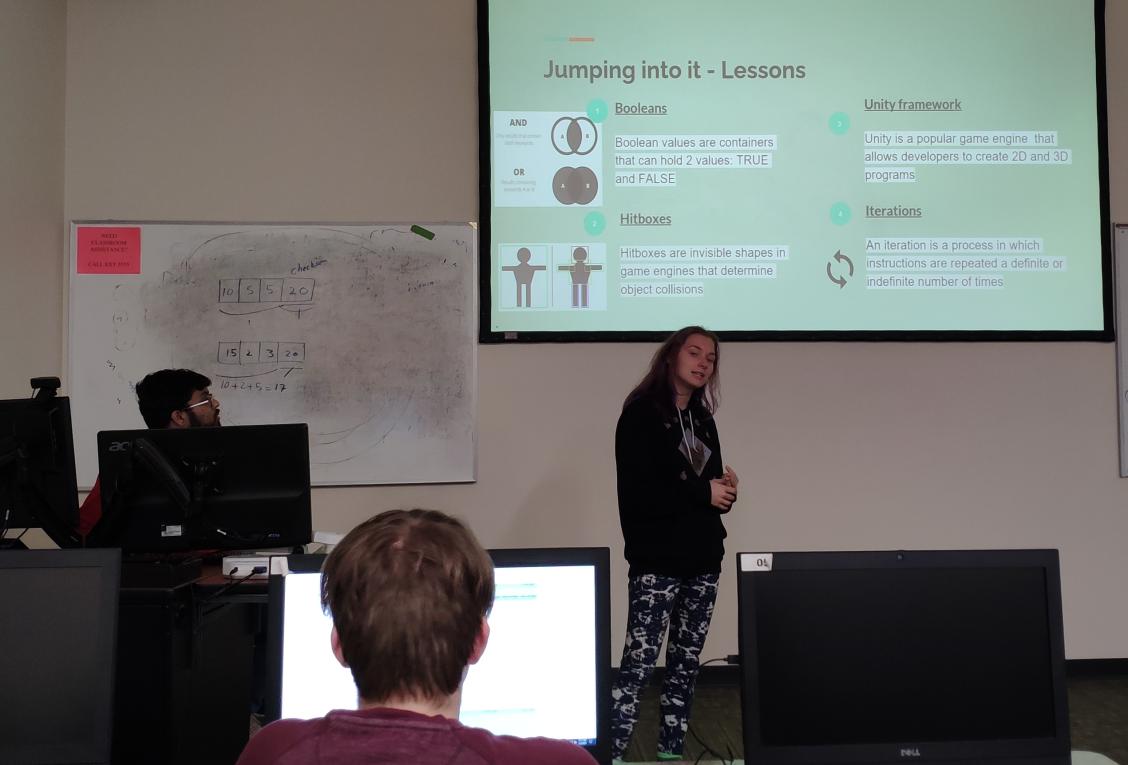 Jumping into it - Lessons
1
Booleans
AND
A B
OR
A B
Boolean values are containers
that can hold 2 values: TRUE
and FALSE
2
Hitboxes
Hitboxes are invisible shapes in
game engines that determine
object collisions
3
Unity framework
Unity is a popular game engine that
allows developers to create 2D and 3D
programs
4
Iterations
An iteration is a process in which
instructions are repeated a definite or
indefinite number of times
NEED
CLASSROOM
ASSISTANCE?
10 5 5 20
15 2 3 20
10+2+5=17
acer
DELL